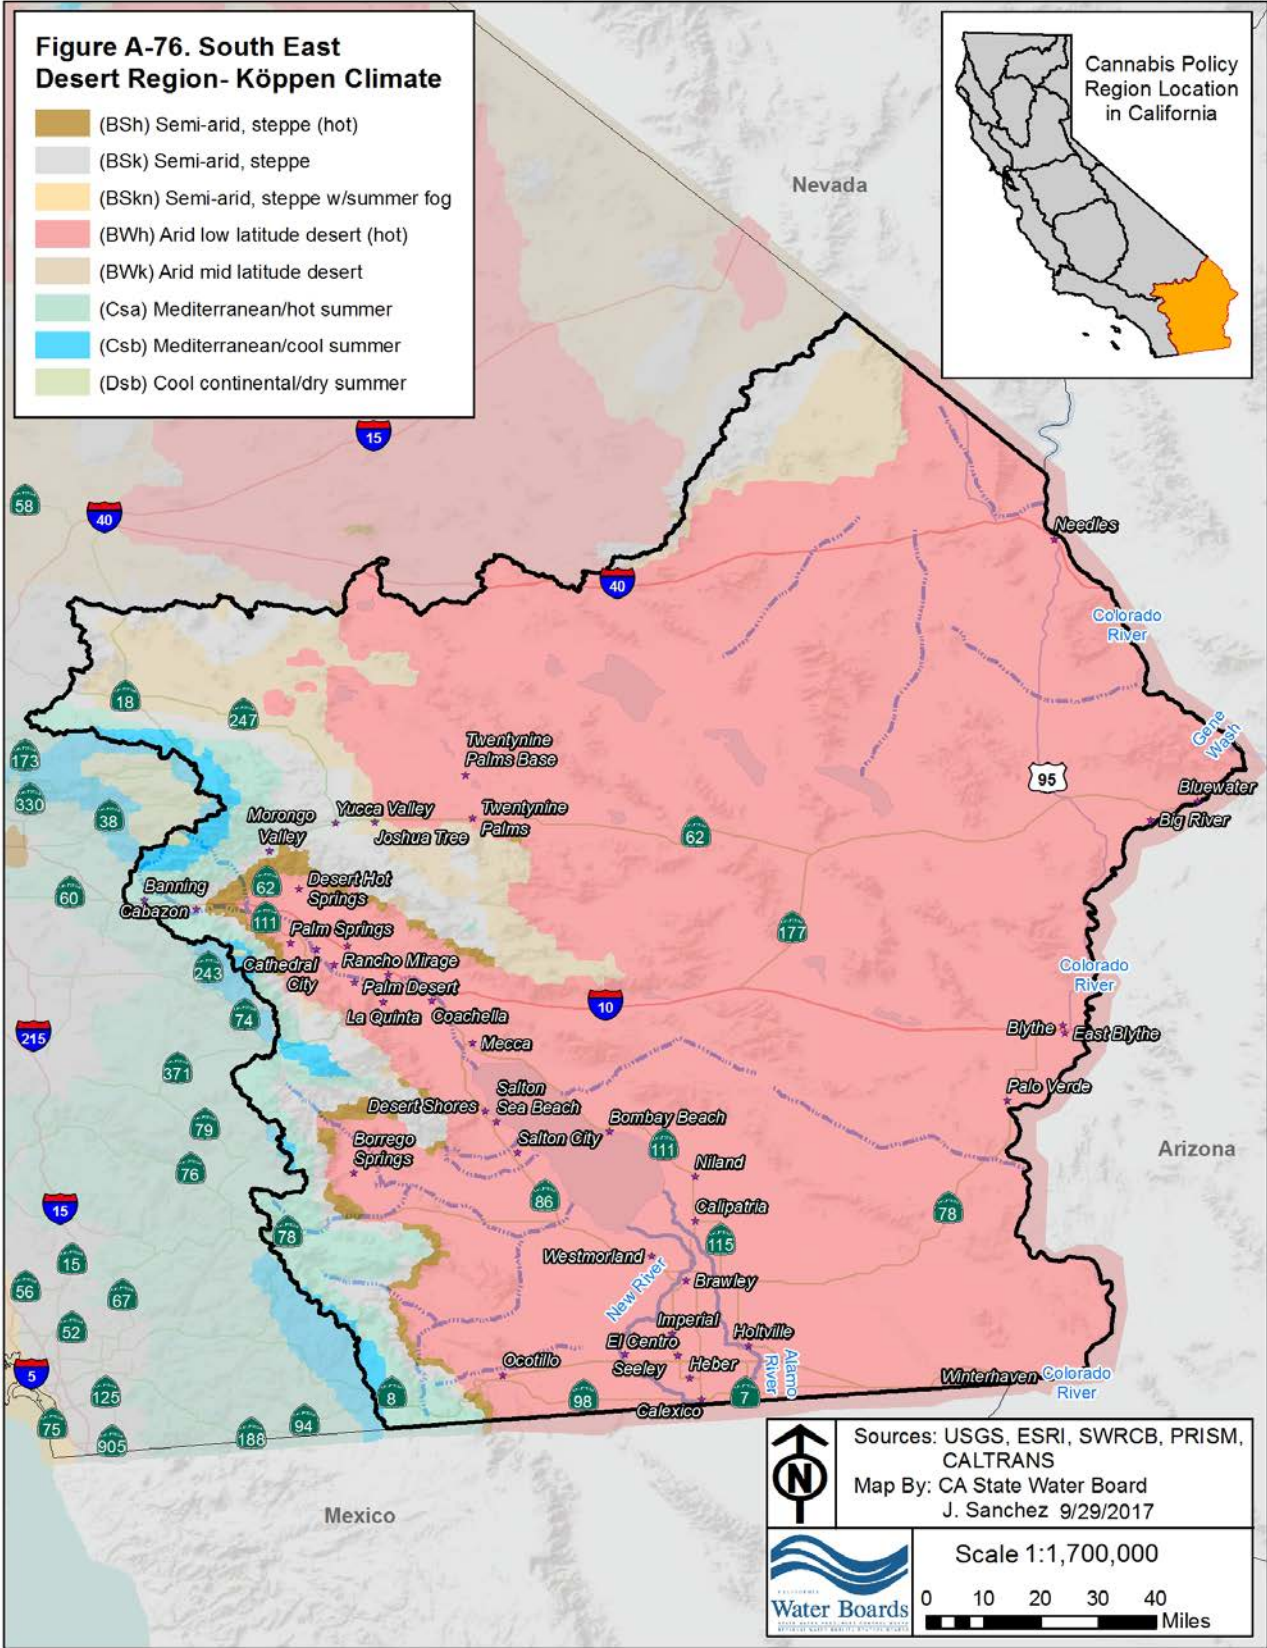 Figure A-76. South East
Desert Region- Köppen Climate
(BSh) Semi-arid, steppe (hot)
(BSk) Semi-arid, steppe
(BSkn) Semi-arid, steppe w/summer fog
(BWh) Arid low latitude desert (hot)
(BWk) Arid mid latitude desert
(Csa) Mediterranean/hot summer
(Csb) Mediterranean/cool summer
(Dsb) Cool continental/dry summer
Cannabis Policy
Region Location
in California
Nevada
15
58
40
40
Needles
Colorado
River
18
247
Gene
Wash
173
Twentynine
Palms Base
95
Bluewater
330
38
Morongo
Valley
Yucca Valley
Joshua Tree
Twentynine
Palms
62
Big River
60
Banning
Cabazon
62
Desert Hot
Springs
111
177
Palm Springs
243
Cathedral
City
Rancho Mirage
Palm Desert
Colorado
River
74
La Quinta
Coachella
10
215
Blythe
East Blythe
Mecca
371
Palo Verde
Desert Shores
Salton
Sea Beach
79
Bombay Beach
Borrego
Springs
Salton City
111
Arizona
76
Niland
86
15
Calipatria
78
78
115
15
Westmorland
56
67
New River
Brawley
52
Imperial
El Centro
Holtville
5
Ocotillo
Seeley
Heber
Alamo
River
Winterhaven
Colorado
River
125
8
98
7
Calexico
75
905
188
94
Mexico
N
Sources: USGS, ESRI, SWRCB, PRISM,
CALTRANS
Map By: CA State Water Board
J. Sanchez 9/29/2017
CALIFORNIA
Water Boards
Scale 1:1,700,000
0 10 20 30 40
Miles